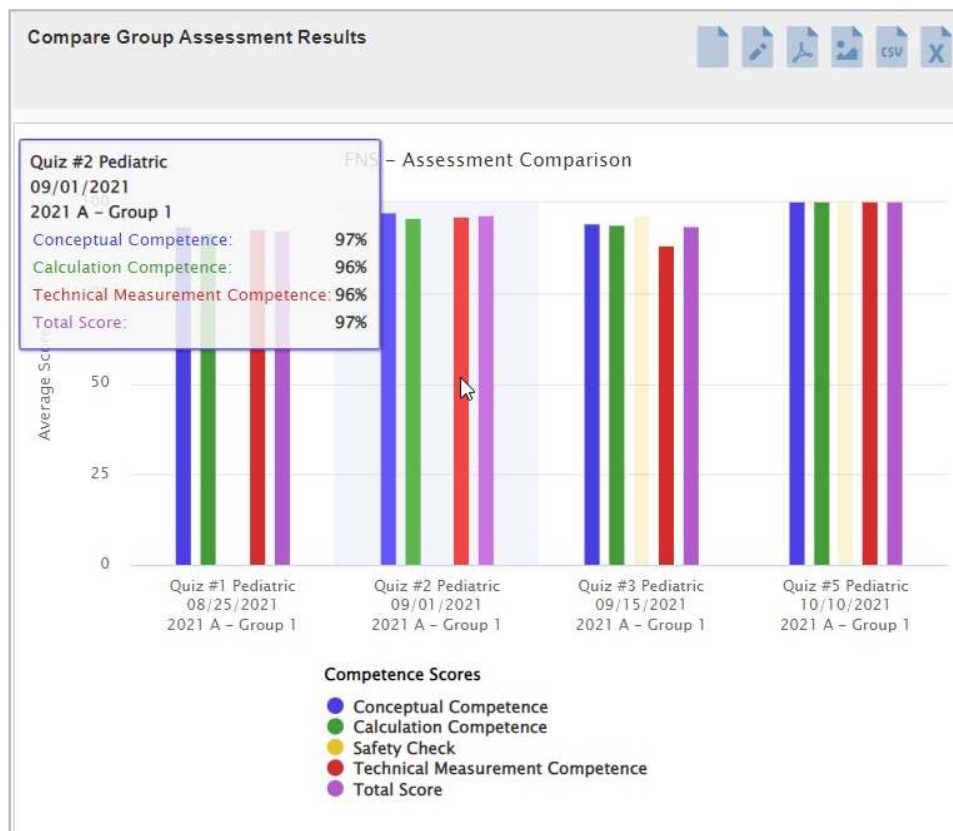 Compare Group Assessment Results
CSV
X
FNS – Assessment Comparison
Quiz #2 Pediatric
09/01/2021
2021 A – Group 1
Conceptual Competence: 97%
Calculation Competence: 96%
Technical Measurement Competence: 96%
Total Score: 97%
100
Average Score
50
25
0
Quiz #1 Pediatric
08/25/2021
2021 A – Group 1
Quiz #2 Pediatric
09/01/2021
2021 A – Group 1
Quiz #3 Pediatric
09/15/2021
2021 A – Group 1
Quiz #5 Pediatric
10/10/2021
2021 A – Group 1
Competence Scores
Conceptual Competence
Calculation Competence
Safety Check
Technical Measurement Competence
Total Score